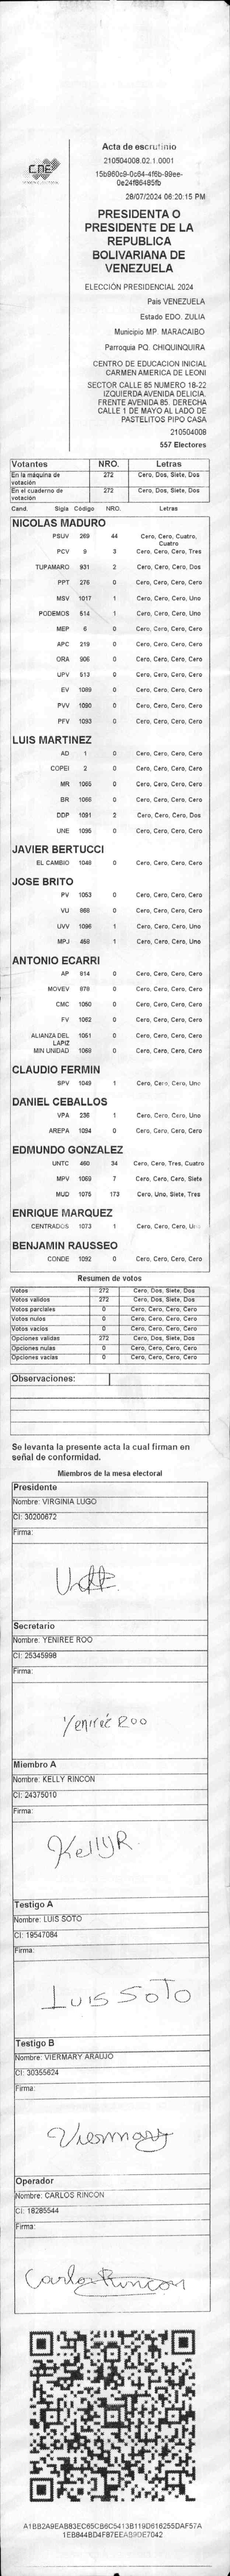 CNE
Acta de escrutinio
210504008.02.1.0001
15b960c9-0c64-4f6b-99ee-
0e24f86485fb
28/07/2024 06:20:15 PM
PRESIDENTA O
PRESIDENTE DE LA
REPUBLICA
BOLIVARIANA DE
VENEZUELA
ELECCIÓN PRESIDENCIAL 2024
País VENEZUELA
Estado EDO. ZULIA
Municipio MP. MARACAIBO
Parroquia PQ. CHIQUINQUIRA
CENTRO DE EDUCACION INICIAL
CARMEN AMERICA DE LEONI
SECTOR CALLE 85 NUMERO 18-22
IZQUIERDA AVENIDA DELICIA.
FRENTE AVENIDA 85. DERECHA
CALLE 1 DE MAYO AL LADO DE
PASTELITOS PIPO CASA
210504008
557 Electores
Votantes NRO. Letras
En la máquina de votación 272 Cero, Dos, Siete, Dos
En el cuaderno de votación 272 Cero, Dos, Siete, Dos
Cand. Sigla Código NRO. Letras
NICOLAS MADURO
PSUV 269 44 Cero, Cero, Cuatro, Cuatro
PCV 9 3 Cero, Cero, Cero, Tres
TUPAMARO 931 2 Cero, Cero, Cero, Dos
PPT 276 0 Cero, Cero, Cero, Cero
MSV 1017 1 Cero, Cero, Cero, Uno
PODEMOS 514 1 Cero, Cero, Cero, Uno
MEP 6 0 Cero, Cero, Cero, Cero
APC 219 0 Cero, Cero, Cero, Cero
ORA 906 0 Cero, Cero, Cero, Cero
UPV 513 0 Cero, Cero, Cero, Cero
EV 1089 0 Cero, Cero, Cero, Cero
PVV 1090 0 Cero, Cero, Cero, Cero
PFV 1093 0 Cero, Cero, Cero, Cero
LUIS MARTINEZ
AD 1 0 Cero, Cero, Cero, Cero
COPEI 2 0 Cero, Cero, Cero, Cero
MR 1065 0 Cero, Cero, Cero, Cero
BR 1066 0 Cero, Cero, Cero, Cero
DDP 1091 2 Cero, Cero, Cero, Dos
UNE 1095 0 Cero, Cero, Cero, Cero
JAVIER BERTUCCI
EL CAMBIO 1048 0 Cero, Cero, Cero, Cero
JOSE BRITO
PV 1053 0 Cero, Cero, Cero, Cero
VU 868 0 Cero, Cero, Cero, Cero
UVV 1096 1 Cero, Cero, Cero, Uno
MPJ 458 1 Cero, Cero, Cero, Uno
ANTONIO ECARRI
AP 814 0 Cero, Cero, Cero, Cero
MOVEV 878 0 Cero, Cero, Cero, Cero
CMC 1050 0 Cero, Cero, Cero, Cero
FV 1062 0 Cero, Cero, Cero, Cero
ALIANZA DEL LAPIZ 1051 0 Cero, Cero, Cero, Cero
MIN UNIDAD 1068 0 Cero, Cero, Cero, Cero
CLAUDIO FERMIN
SPV 1049 1 Cero, Cero, Cero, Uno
DANIEL CEBALLOS
VPA 236 1 Cero, Cero, Cero, Uno
AREPA 1094 0 Cero, Cero, Cero, Cero
EDMUNDO GONZALEZ
UNTC 460 34 Cero, Cero, Tres, Cuatro
MPV 1069 7 Cero, Cero, Cero, Siete
MUD 1075 173 Cero, Uno, Siete, Tres
ENRIQUE MARQUEZ
CENTRADOS 1073 1 Cero, Cero, Cero, Uno
BENJAMIN RAUSSEO
CONDE 1092 0 Cero, Cero, Cero, Cero
Resumen de votos
Votos 272 Cero, Dos, Siete, Dos
Votos validos 272 Cero, Dos, Siete, Dos
Votos parciales 0 Cero, Cero, Cero, Cero
Votos nulos 0 Cero, Cero, Cero, Cero
Votos vacios 0 Cero, Cero, Cero, Cero
Opciones validas 272 Cero, Dos, Siete, Dos
Opciones nulas 0 Cero, Cero, Cero, Cero
Opciones vacias 0 Cero, Cero, Cero, Cero
Observaciones:
Se levanta la presente acta la cual firman en
señal de conformidad.
Miembros de la mesa electoral
Presidente
Nombre: VIRGINIA LUGO
CI: 30200672
Firma:
Secretario
Nombre: YENIREE ROO
CI: 25345998
Firma:
Yeniree Roo
Miembro A
Nombre: KELLY RINCON
CI: 24375010
Firma:
KellyR
Testigo A
Nombre: LUIS SOTO
CI: 19547084
Firma:
LUIS SOTO
Testigo B
Nombre: VIERMARY ARAUJO
CI: 30355624
Firma:
Viermary
Operador
Nombre: CARLOS RINCON
CI: 18285544
Firma:
Carlos Rincon
A1BB2A9EAB83EC65CB6C5413B119D616255DAF57A
1EB844BD4F87EEAB9DE7042